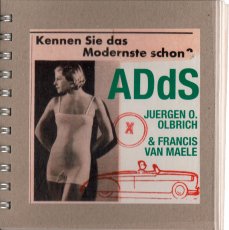 Kennen Sie das
Modernste schon?
ADdS
JUERGEN O.
OLBRICH
& FRANCIS
VAN MAELE